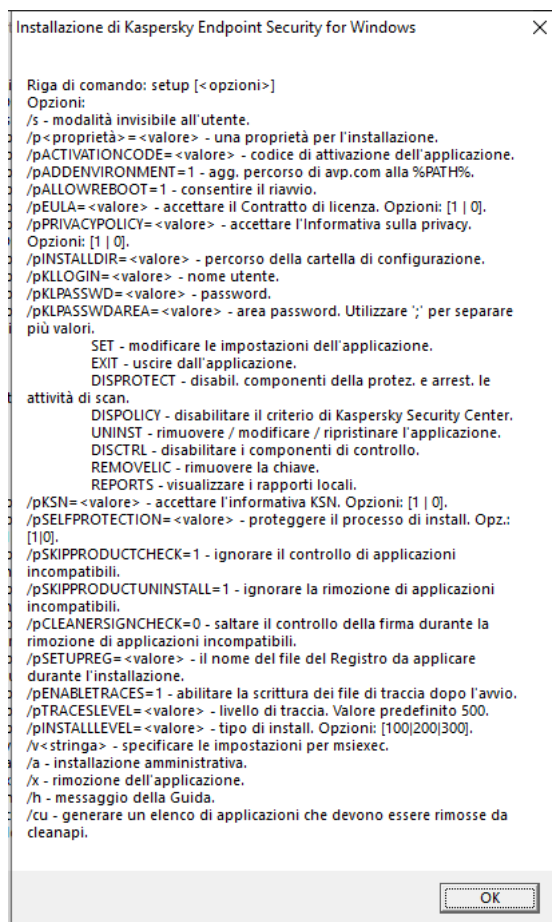 Installazione di Kaspersky Endpoint Security for Windows
Riga di comando: setup [<opzioni>]
Opzioni:
/s - modalità invisibile all'utente.
/p<proprietà>=<valore> - una proprietà per l'installazione.
/pACTIVATIONCODE=<valore> - codice di attivazione dell'applicazione.
/pADDENVIRONMENT=1 - agg. percorso di avp.com alla %PATH%.
/pALLOWREBOOT=1 - consentire il riavvio.
/pEULA=<valore> - accettare il Contratto di licenza. Opzioni: [1 | 0].
/pPRIVACYPOLICY=<valore> - accettare l'Informativa sulla privacy.
Opzioni: [1 | 0].
/pINSTALLDIR=<valore> - percorso della cartella di configurazione.
/pKLLOGIN=<valore> - nome utente.
/pKLPASSWD=<valore> - password.
/pKLPASSWDAREA=<valore> - area password. Utilizzare ';' per separare
più valori.
SET - modificare le impostazioni dell'applicazione.
EXIT - uscire dall'applicazione.
DISPROTECT - disabil. componenti della protez. e arrest. le
attività di scan.
DISPOLICY - disabilitare il criterio di Kaspersky Security Center.
UNINST - rimuovere / modificare / ripristinare l'applicazione.
DISCTRL - disabilitare i componenti di controllo.
REMOVELIC - rimuovere la chiave.
REPORTS - visualizzare i rapporti locali.
/pKSN=<valore> - accettare l'informativa KSN. Opzioni: [1 | 0].
/pSELFPROTECTION=<valore> - proteggere il processo di install. Opz.:
[1|0].
/pSKIPPRODUCTCHECK=1 - ignorare il controllo di applicazioni
incompatibili.
/pSKIPPRODUCTUNINSTALL=1 - ignorare la rimozione di applicazioni
incompatibili.
/pCLEANERSIGNCHECK=0 - saltare il controllo della firma durante la
rimozione di applicazioni incompatibili.
/pSETUPREG=<valore> - il nome del file del Registro da applicare
durante l'installazione.
/pENABLETRACES=1 - abilitare la scrittura dei file di traccia dopo l'avvio.
/pTRACESLEVEL=<valore> - livello di traccia. Valore predefinito 500.
/pINSTALLLEVEL=<valore> - tipo di install. Opzioni: [100|200|300].
/v<stringa> - specificare le impostazioni per msiexec.
/a - installazione amministrativa.
/x - rimozione dell'applicazione.
/h - messaggio della Guida.
/cu - generare un elenco di applicazioni che devono essere rimosse da
cleanapi.
OK